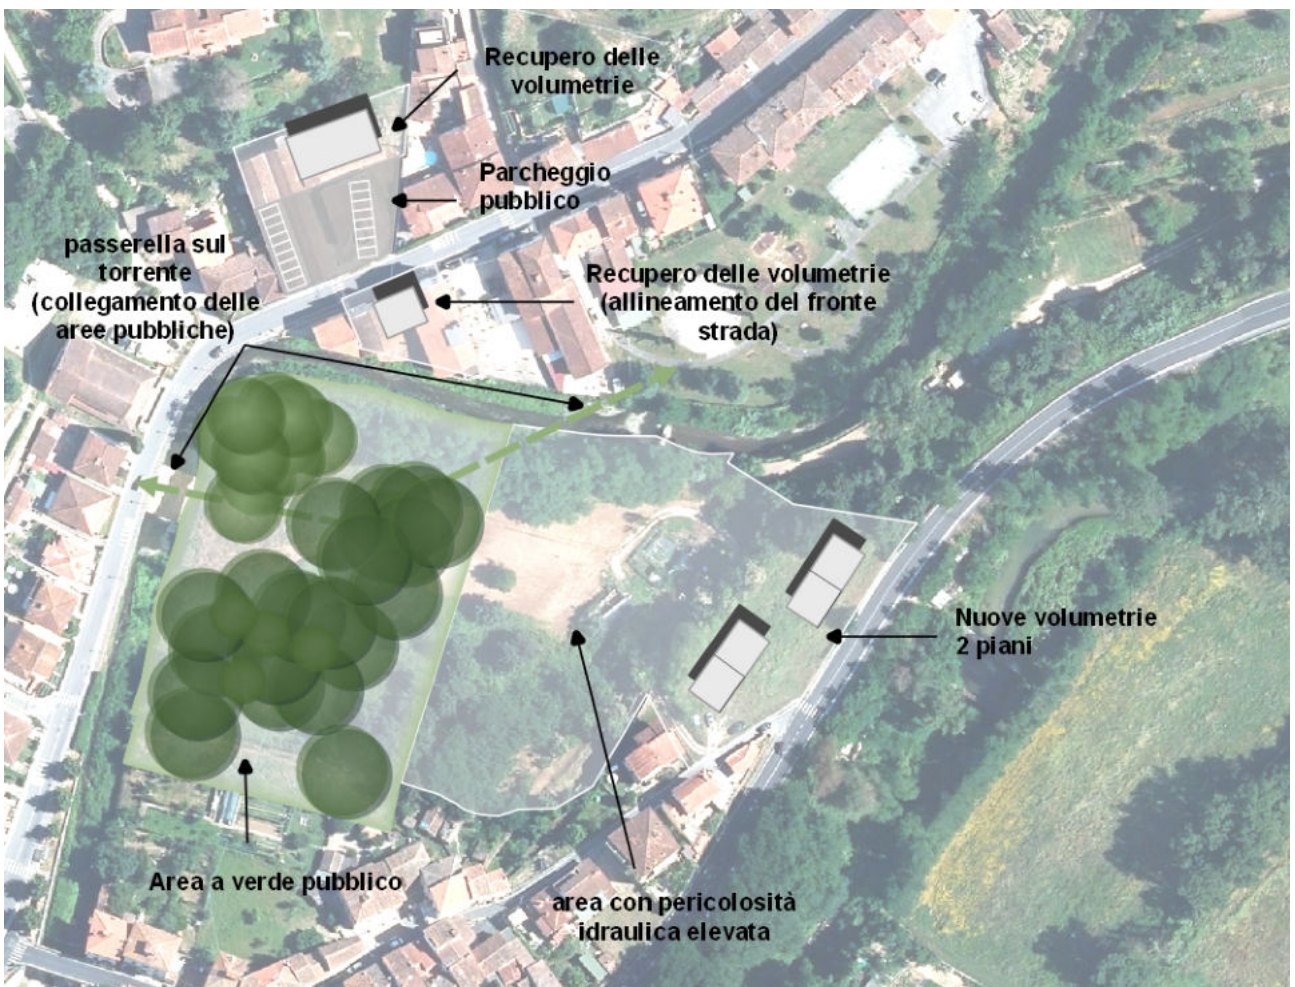 Recupero delle
volumetrie
Parcheggio
pubblico
passerella sul
torrente
(collegamento delle
aree pubbliche)
Recupero delle volumetrie
(allineamento del fronte
strada)
Nuove volumetrie
2 piani
Area a verde pubblico
area con pericolosità
idraulica elevata